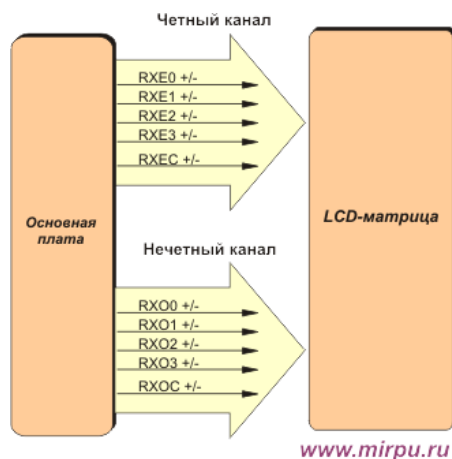 Четный канал
RXE0 +/-
RXE1 +/-
RXE2 +/-
RXE3 +/-
RXEC +/-
Основная
плата
LCD-матрица
Нечетный канал
RXO0 +/-
RXO1 +/-
RXO2 +/-
RXO3 +/-
RXOC +/-
www.mirpu.ru